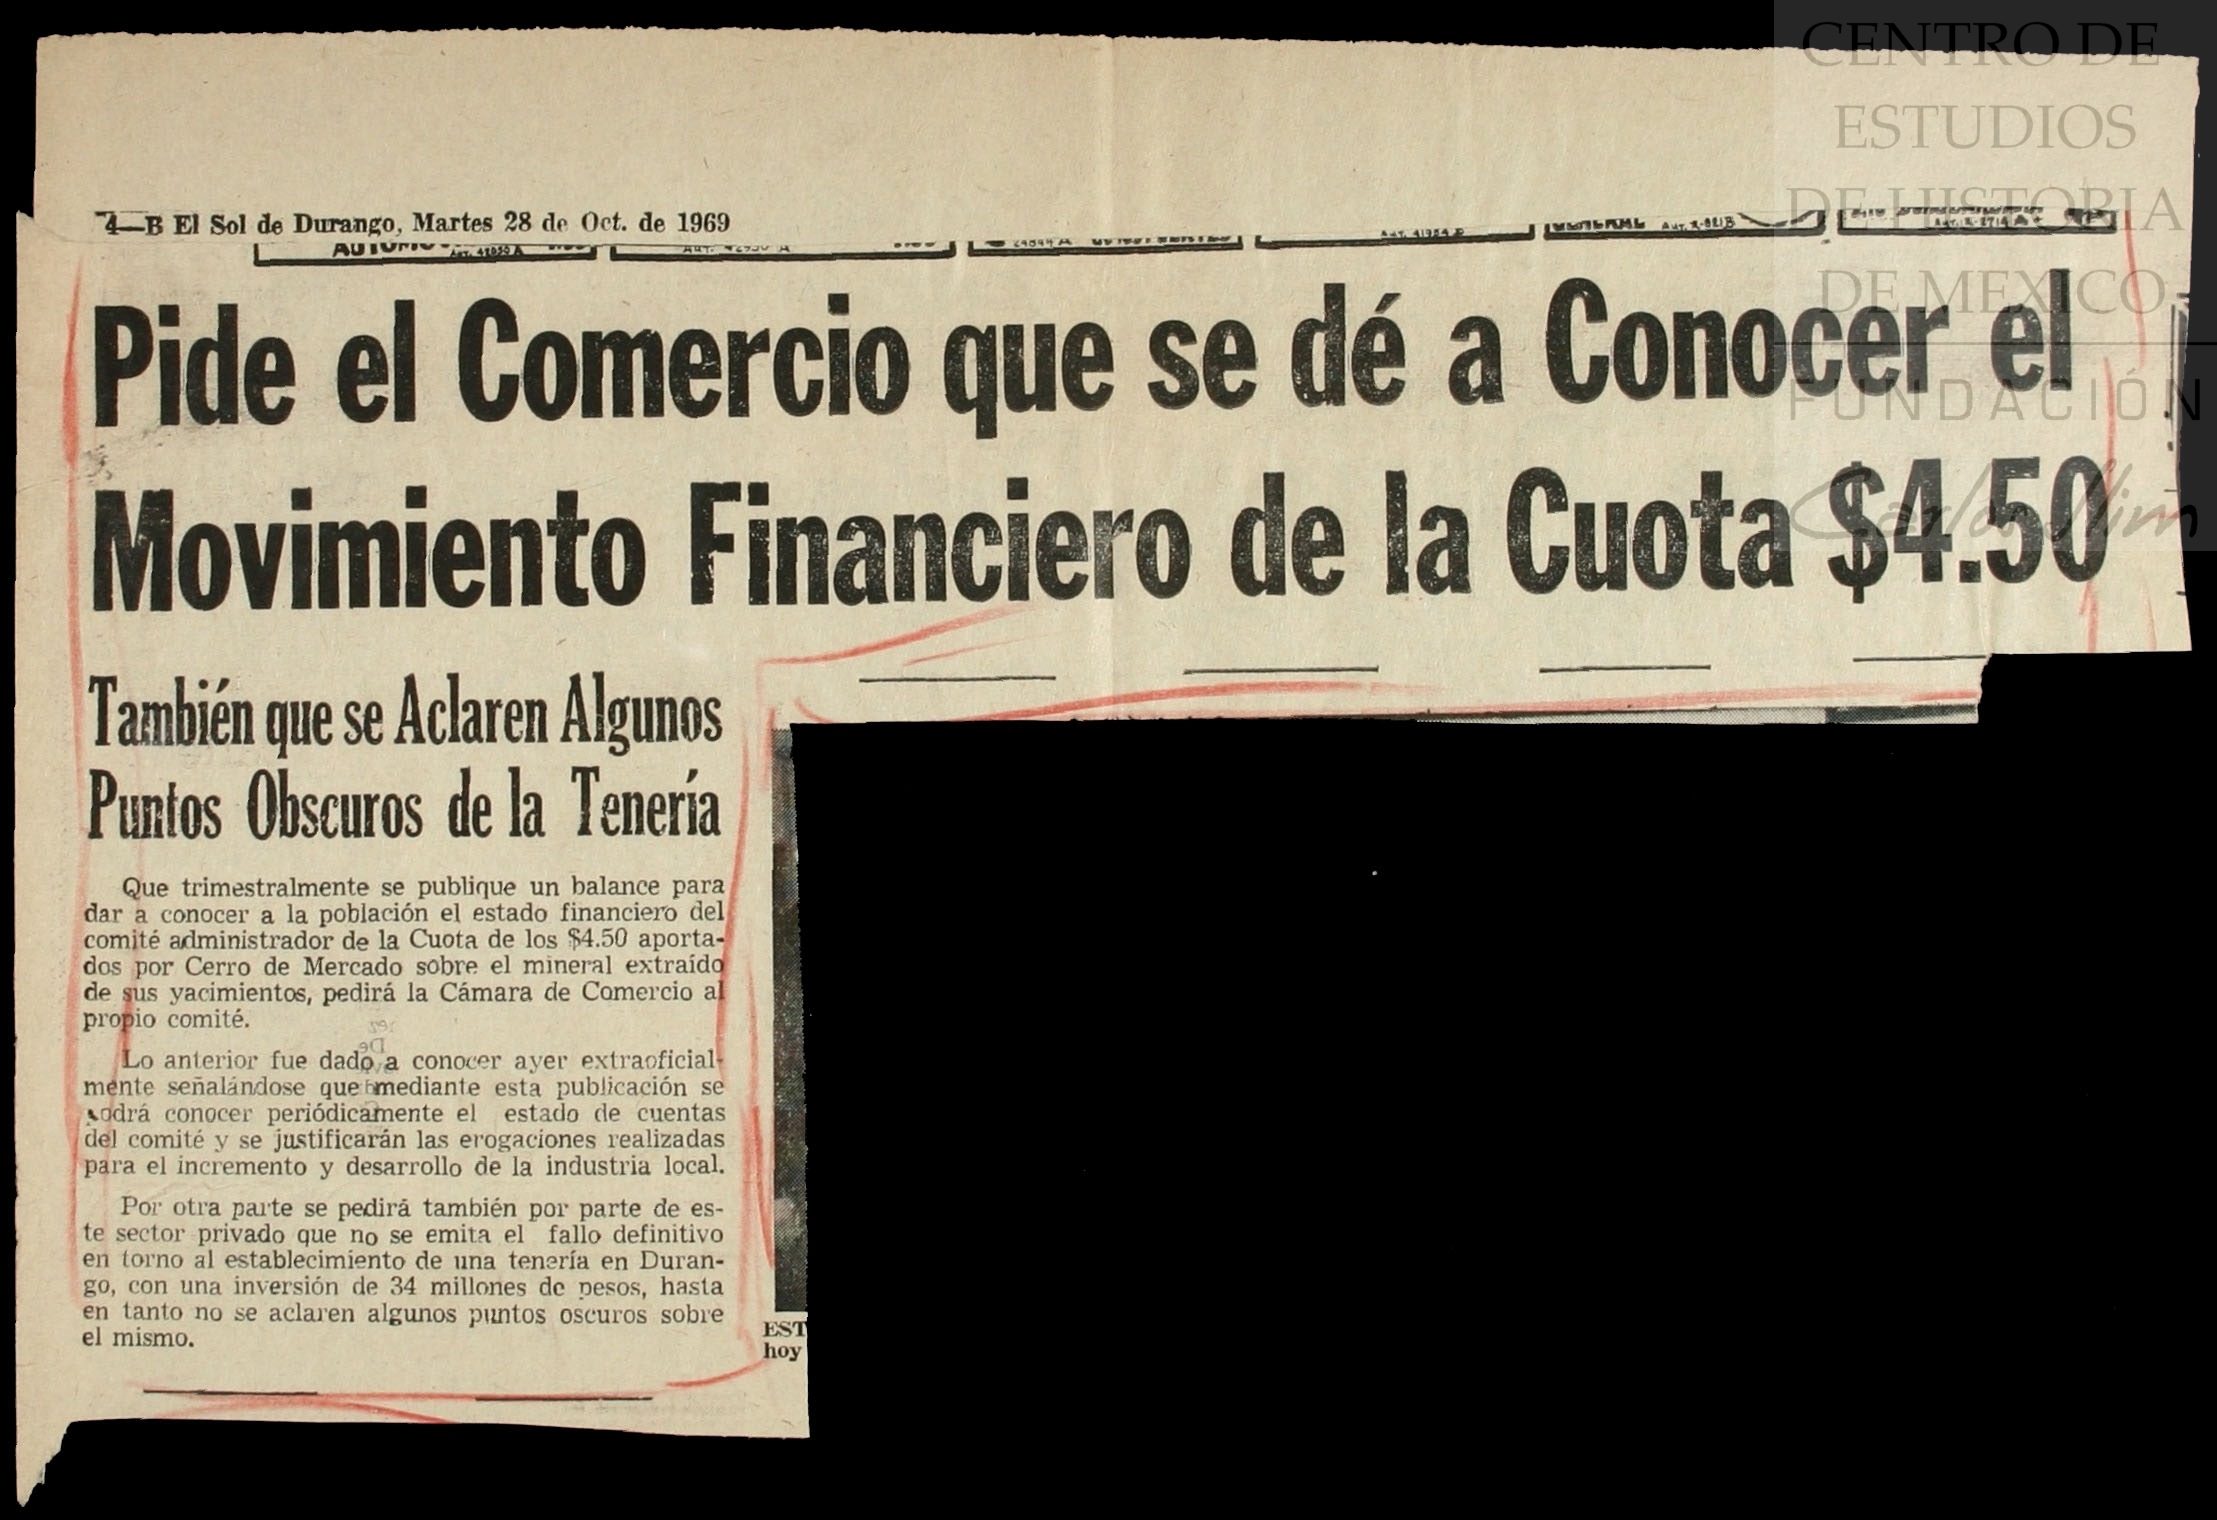 4—B El Sol de Durango, Martes 28 de Oct. de 1969
Pide el Comercio que se dé a Conocer el
Movimiento Financiero de la Cuota $4.50
También que se Aclaren Algunos
Puntos Obscuros de la Tenería
Que trimestralmente se publique un balance para
dar a conocer a la población el estado financiero del
comité administrador de la Cuota de los $4.50 aporta-
dos por Cerro de Mercado sobre el mineral extraído
de sus yacimientos, pedirá la Cámara de Comercio al
propio comité.
Lo anterior fue dado a conocer ayer extraoficial-
mente señalándose que mediante esta publicación se
odrá conocer periódicamente el estado de cuentas
del comité y se justificarán las erogaciones realizadas
para el incremento y desarrollo de la industria local.
Por otra parte se pedirá también por parte de es-
te sector privado que no se emita el fallo definitivo
en torno al establecimiento de una tenería en Duran-
go, con una inversión de 34 millones de pesos, hasta
en tanto no se aclaren algunos puntos oscuros sobre
el mismo.
EST
hoy
CENTRO DE
ESTUDIOS
DE HISTORIA
DE MEXICO
FUNDACIÓN
Carlos Slim